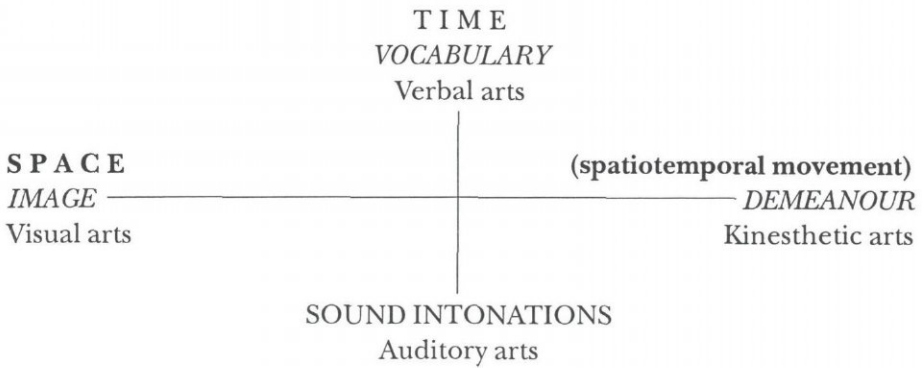 TIME
VOCABULARY
Verbal arts
SPACE
(spatiotemporal movement)
IMAGE
DEMEANOUR
Visual arts
Kinesthetic arts
SOUND INTONATIONS
Auditory arts